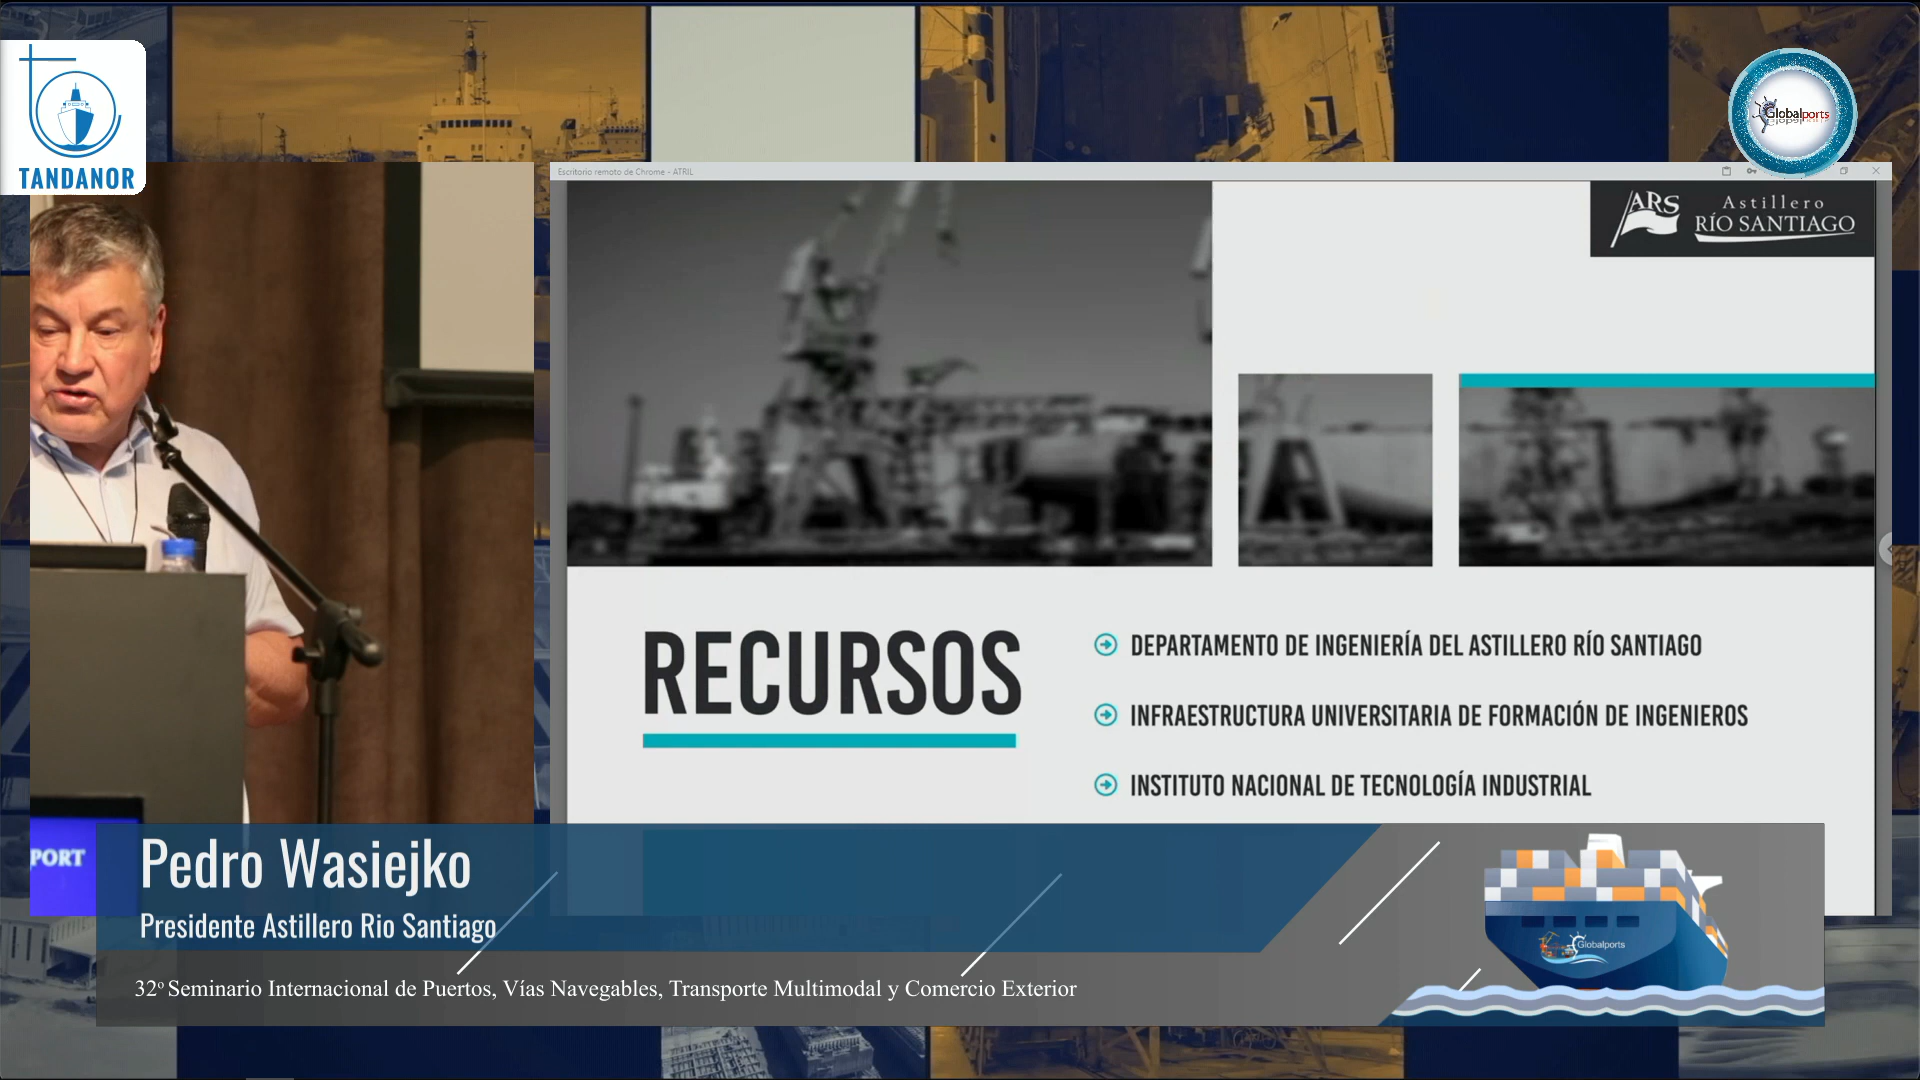 TANDANOR
Globalports
Escritorio remoto de Chrome - ATRIL
ARS
Astillero
RÍO SANTIAGO
RECURSOS
DEPARTAMENTO DE INGENIERÍA DEL ASTILLERO RÍO SANTIAGO
INFRAESTRUCTURA UNIVERSITARIA DE FORMACIÓN DE INGENIEROS
INSTITUTO NACIONAL DE TECNOLOGÍA INDUSTRIAL
PORT
Pedro Wasiejko
Presidente Astillero Rio Santiago
32º Seminario Internacional de Puertos, Vías Navegables, Transporte Multimodal y Comercio Exterior
Globalports